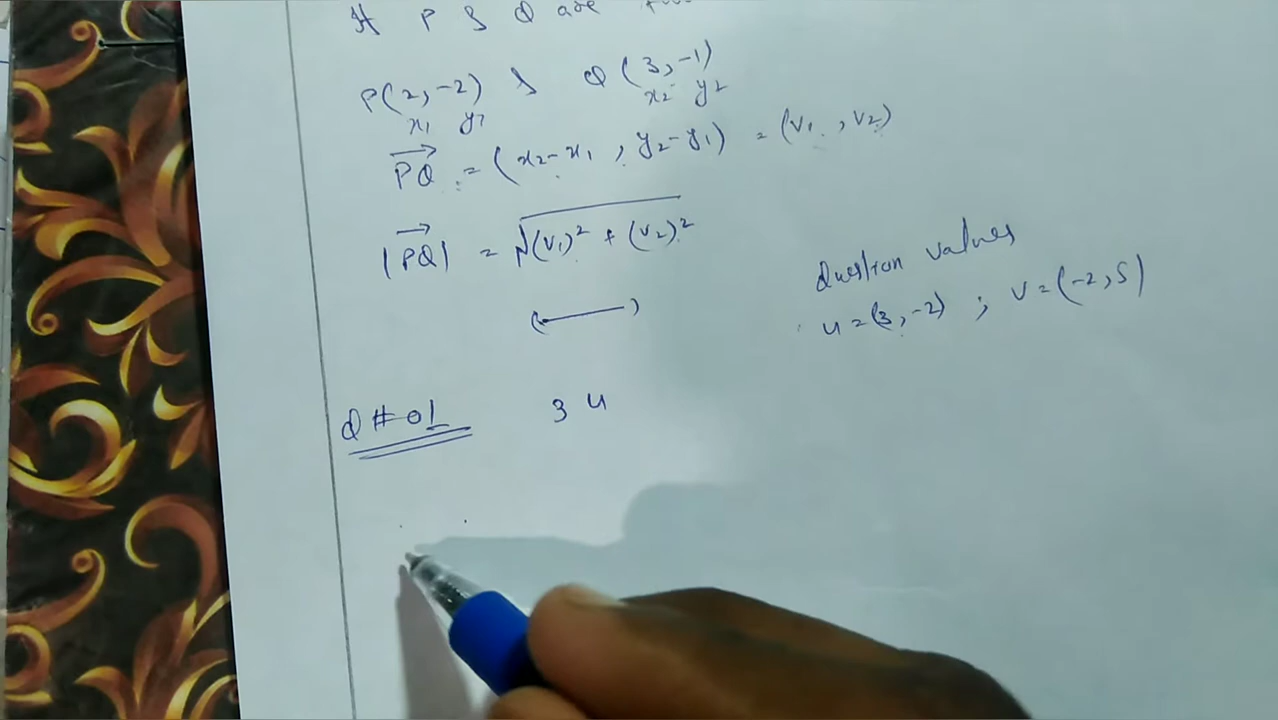 If P & Q are
P(2,-2) & Q(3,-1)
x₁ y₁ x₂ y₂
PQ = (x₂-x₁ , y₂-y₁) = (v₁ , v₂)
|PQ| = √(v₁)² + (v₂)²
Question values
u = (3,-2) ; v = (-2,5)
Q # 01 3 u